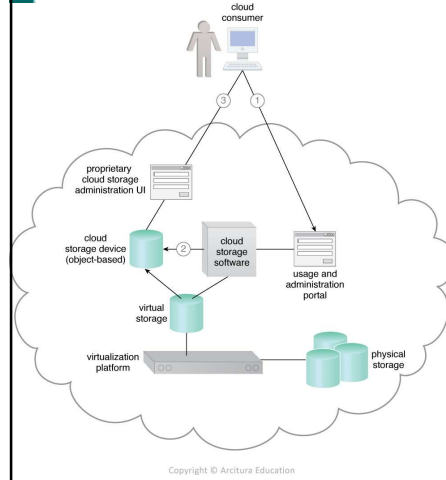 cloud
consumer
3
1
proprietary
cloud storage
administration UI
cloud
storage device
(object-based)
2
cloud
storage
software
usage and
administration
portal
virtual
storage
virtualization
platform
physical
storage
Copyright © Arcitura Education